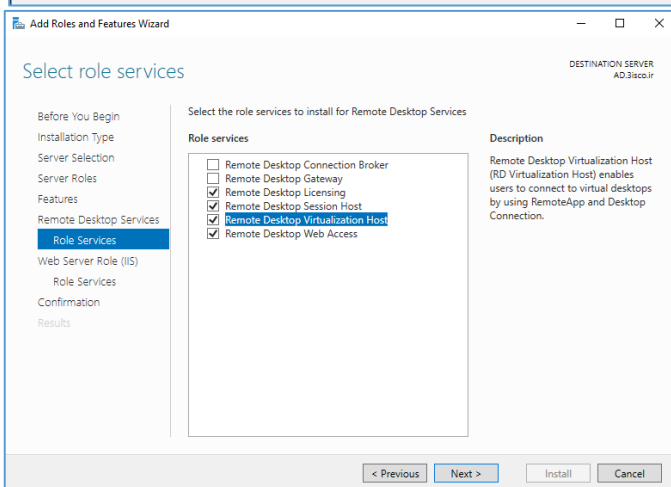 Add Roles and Features Wizard
Select role services
DESTINATION SERVER
AD.3isco.ir
Before You Begin
Installation Type
Server Selection
Server Roles
Features
Remote Desktop Services
Role Services
Web Server Role (IIS)
Role Services
Confirmation
Results
Select the role services to install for Remote Desktop Services
Role services
Remote Desktop Connection Broker
Remote Desktop Gateway
Remote Desktop Licensing
Remote Desktop Session Host
Remote Desktop Virtualization Host
Remote Desktop Web Access
Description
Remote Desktop Virtualization Host
(RD Virtualization Host) enables
users to connect to virtual desktops
by using RemoteApp and Desktop
Connection.
< Previous
Next >
Install
Cancel